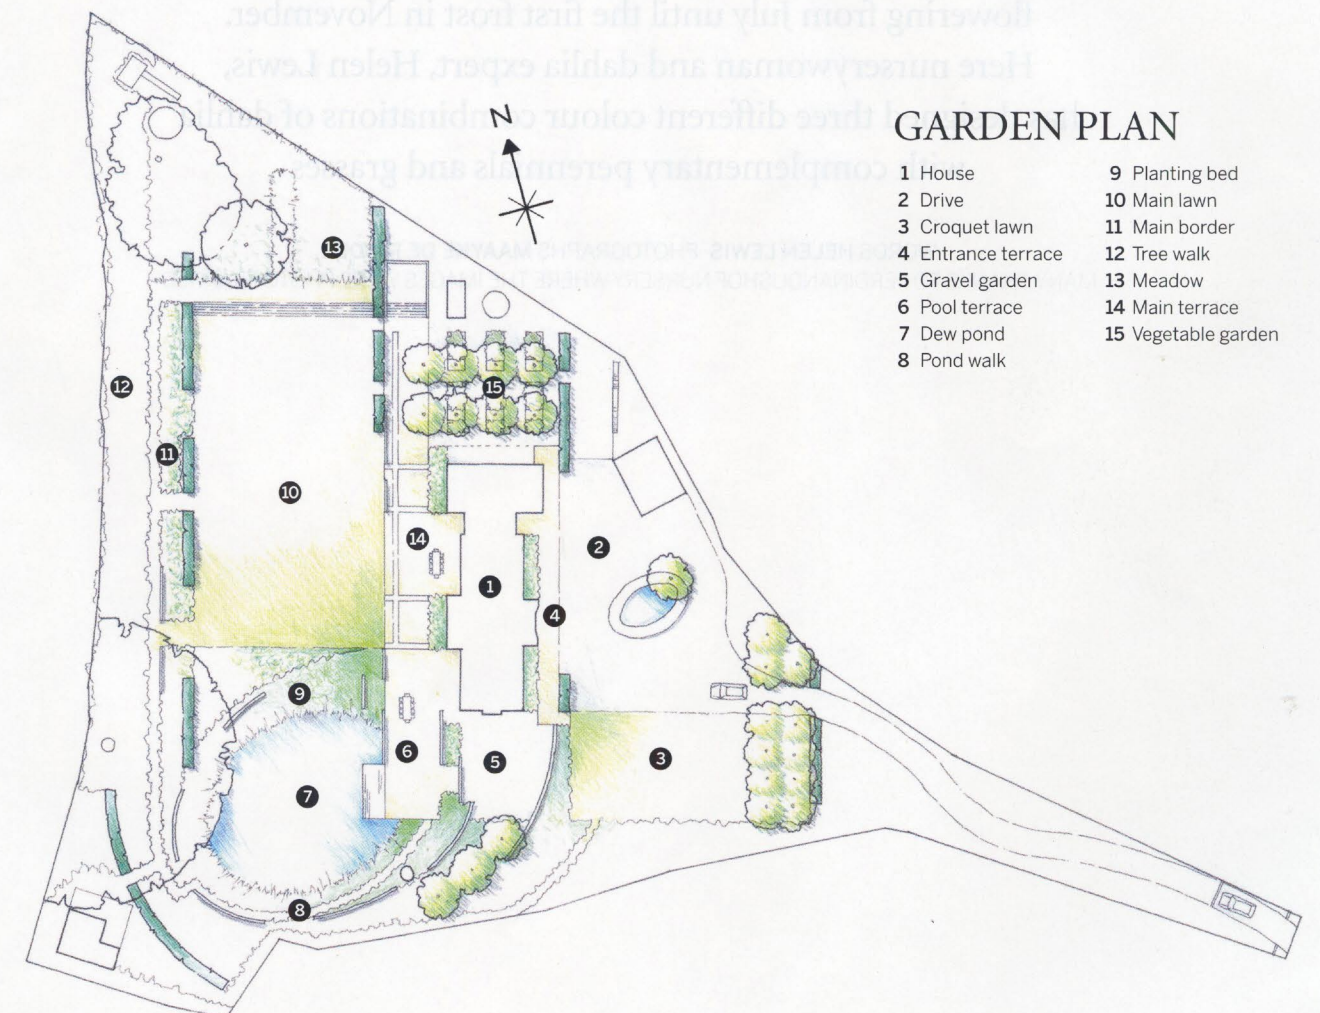 N
GARDEN PLAN
1 House
2 Drive
3 Croquet lawn
4 Entrance terrace
5 Gravel garden
6 Pool terrace
7 Dew pond
8 Pond walk
9 Planting bed
10 Main lawn
11 Main border
12 Tree walk
13 Meadow
14 Main terrace
15 Vegetable garden
13
12
15
11
10
14
2
1
4
9
6
5
3
7
8